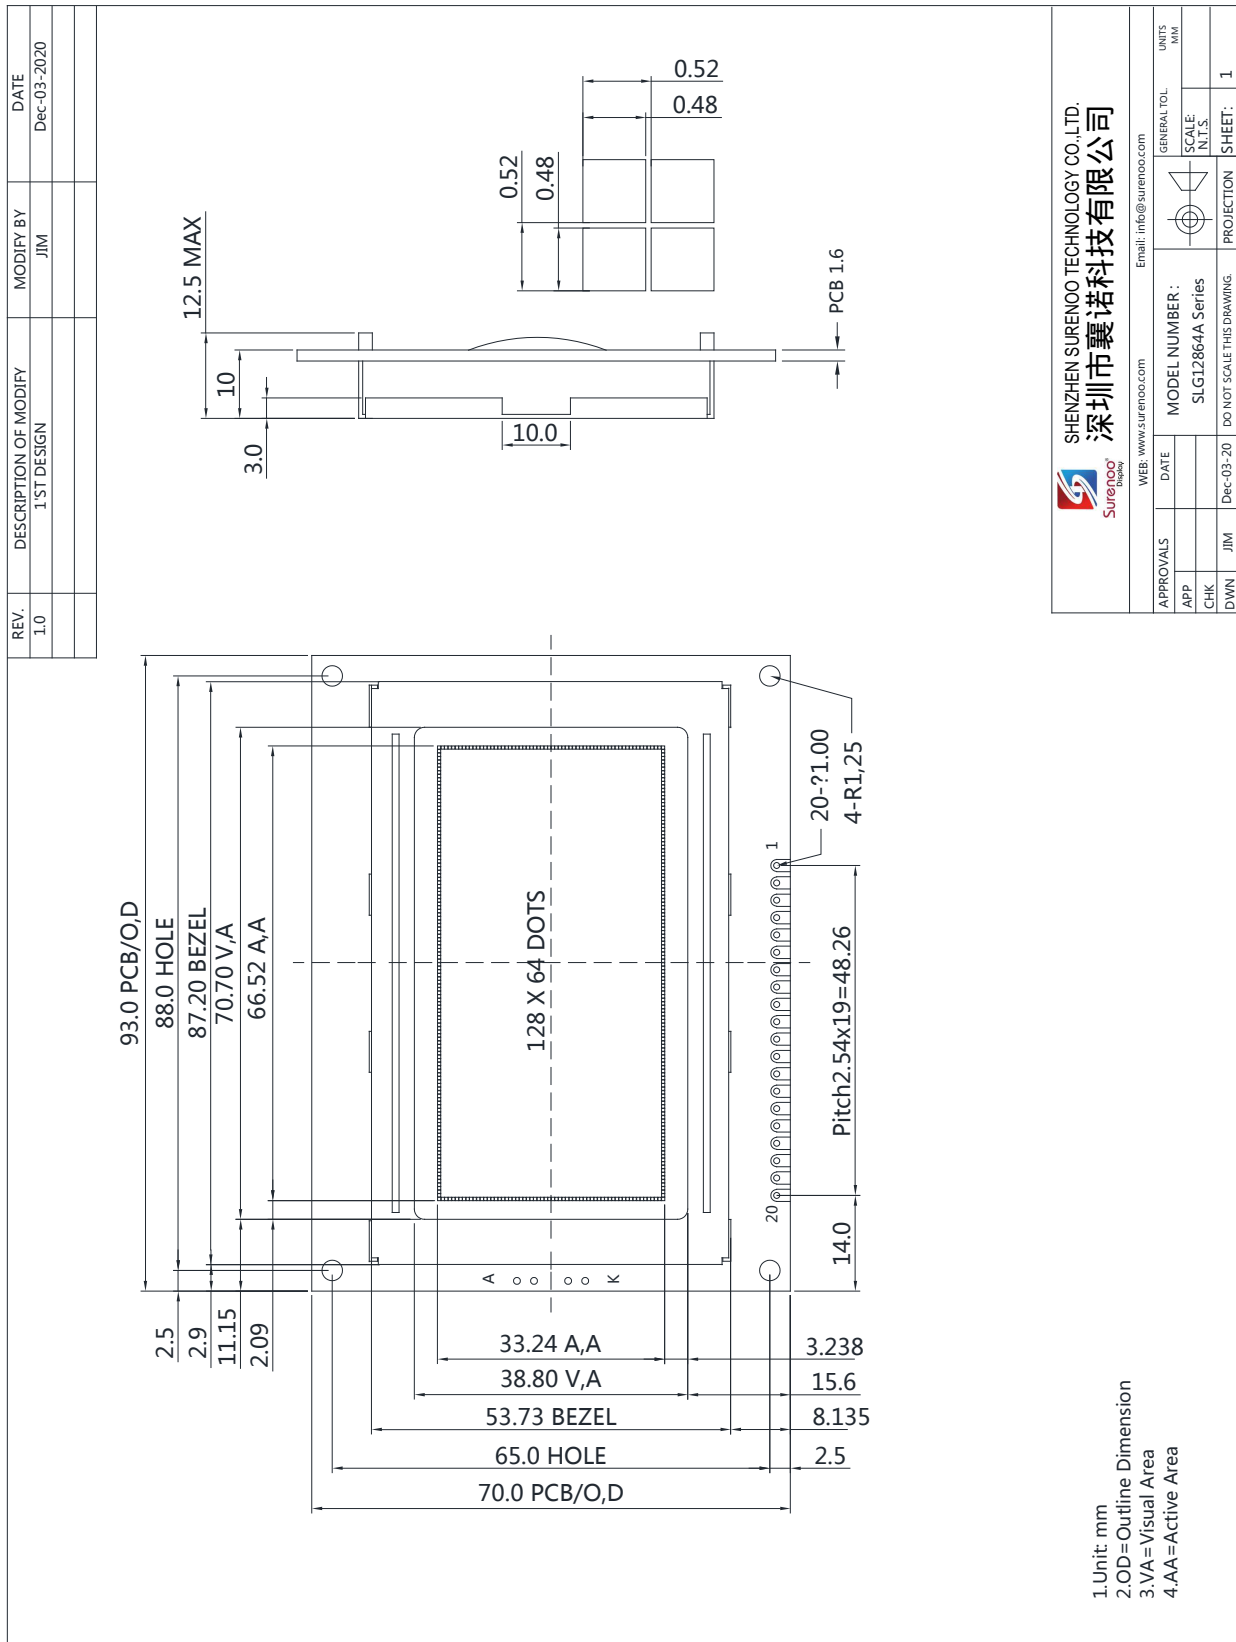 REV.
DESCRIPTION OF MODIFY
MODIFY BY
DATE
1.0
1'ST DESIGN
JIM
Dec-03-2020
93.0 PCB/O,D
88.0 HOLE
87.20 BEZEL
70.70 V,A
66.52 A,A
2.5
2.9
11.15
2.09
128 X 64 DOTS
A
K
20
1
14.0
Pitch2.54x19=48.26
20-?1.00
4-R1,25
33.24 A,A
3.238
38.80 V,A
15.6
53.73 BEZEL
8.135
65.0 HOLE
2.5
70.0 PCB/O,D
12.5 MAX
10
3.0
10.0
PCB 1.6
0.52
0.48
0.52
0.48
1.Unit: mm
2.OD=Outline Dimension
3.VA=Visual Area
4.AA=Active Area
Surenoo®
Display
SHENZHEN SURENOO TECHNOLOGY CO.,LTD.
深圳市襄诺科技有限公司
WEB: www.surenoo.com
Email: info@surenoo.com
APPROVALS
DATE
APP
CHK
DWN
JIM
Dec-03-20
MODEL NUMBER :
SLG12864A Series
DO NOT SCALE THIS DRAWING.
PROJECTION
GENERAL TOL.
UNITS
MM
SCALE:
N.T.S.
SHEET:
1